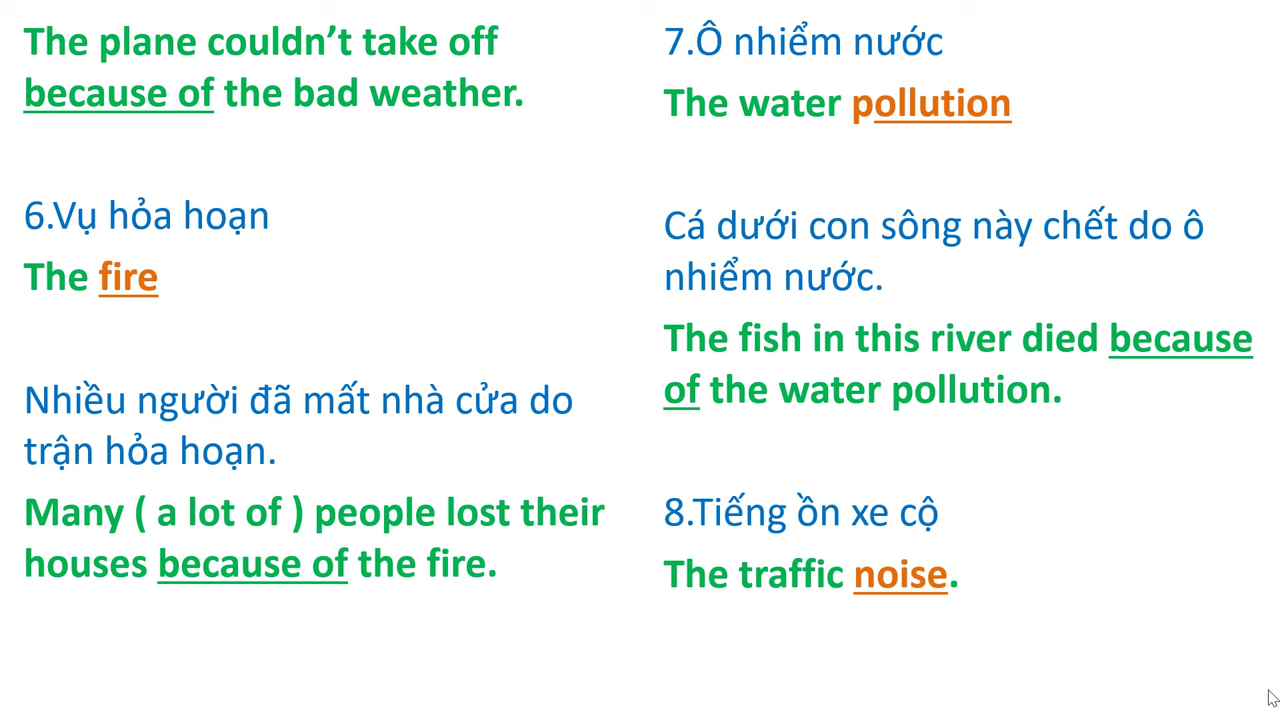 The plane couldn’t take off
because of the bad weather.
6.Vụ hỏa hoạn
The fire
Nhiều người đã mất nhà cửa do
trận hỏa hoạn.
Many ( a lot of ) people lost their
houses because of the fire.
7.Ô nhiễm nước
The water pollution
Cá dưới con sông này chết do ô
nhiểm nước.
The fish in this river died because
of the water pollution.
8.Tiếng ồn xe cộ
The traffic noise.